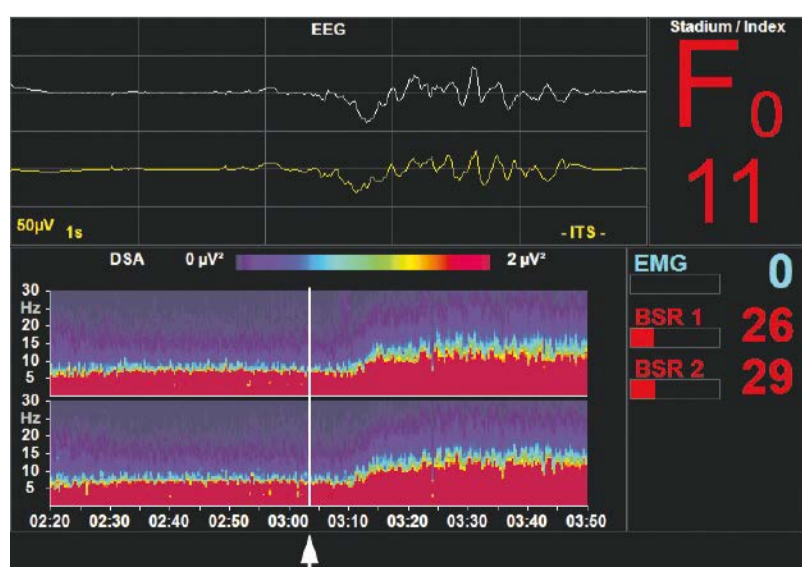 EEG
Stadium / Index
F0
11
50µV 1s
- ITS -
DSA 0 µV² 2 µV²
EMG 0
BSR 1 26
BSR 2 29
30
Hz
20
15
10
5
30
Hz
20
15
10
5
02:20 02:30 02:40 02:50 03:00 03:10 03:20 03:30 03:40 03:50